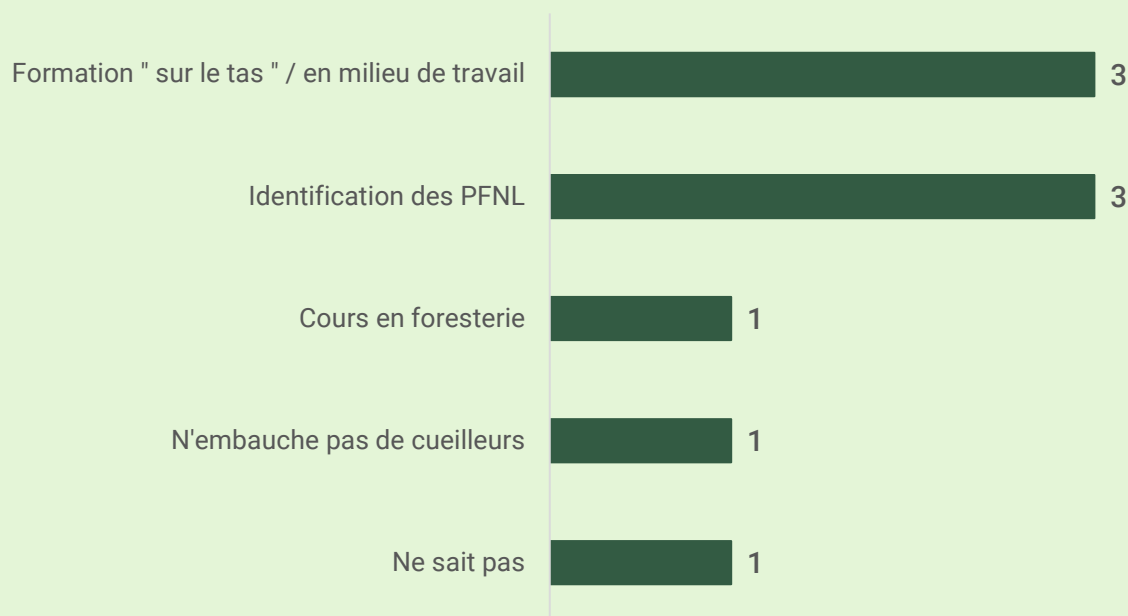 Formation " sur le tas " / en milieu de travail 3
Identification des PFNL 3
Cours en foresterie 1
N'embauche pas de cueilleurs 1
Ne sait pas 1